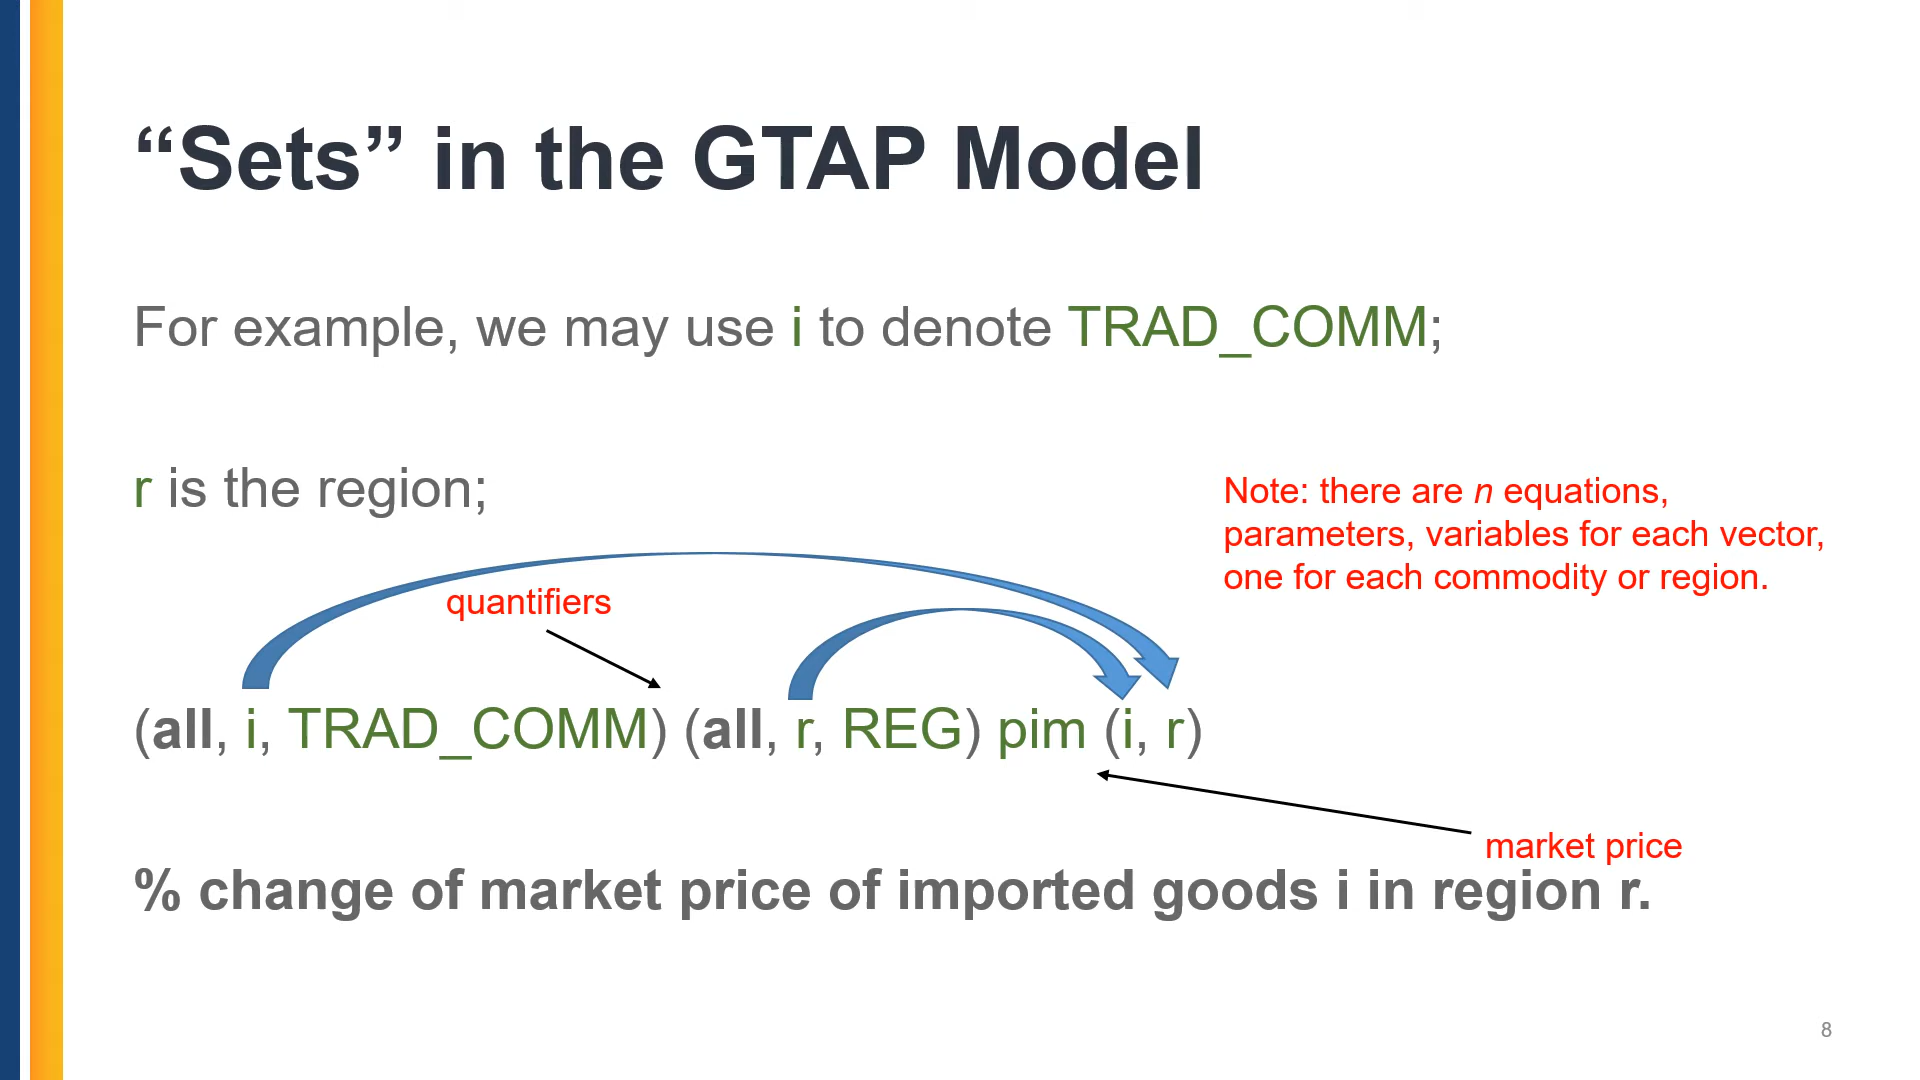 “Sets” in the GTAP Model
For example, we may use i to denote TRAD_COMM;
r is the region;
Note: there are n equations,
parameters, variables for each vector,
one for each commodity or region.
quantifiers
(all, i, TRAD_COMM) (all, r, REG) pim (i, r)
market price
% change of market price of imported goods i in region r.
8